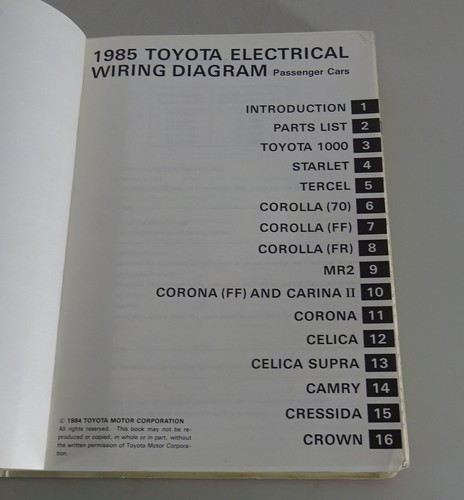 1985 TOYOTA ELECTRICAL
WIRING DIAGRAM Passenger Cars
INTRODUCTION 1
PARTS LIST 2
TOYOTA 1000 3
STARLET 4
TERCEL 5
COROLLA (70) 6
COROLLA (FF) 7
COROLLA (FR) 8
MR2 9
CORONA (FF) AND CARINA II 10
CORONA 11
CELICA 12
CELICA SUPRA 13
CAMRY 14
CRESSIDA 15
CROWN 16
© 1984 TOYOTA MOTOR CORPORATION
All rights reserved. This book may not be re-
produced or copied, in whole or in part, without
the written permission of Toyota Motor Corpora-
tion.